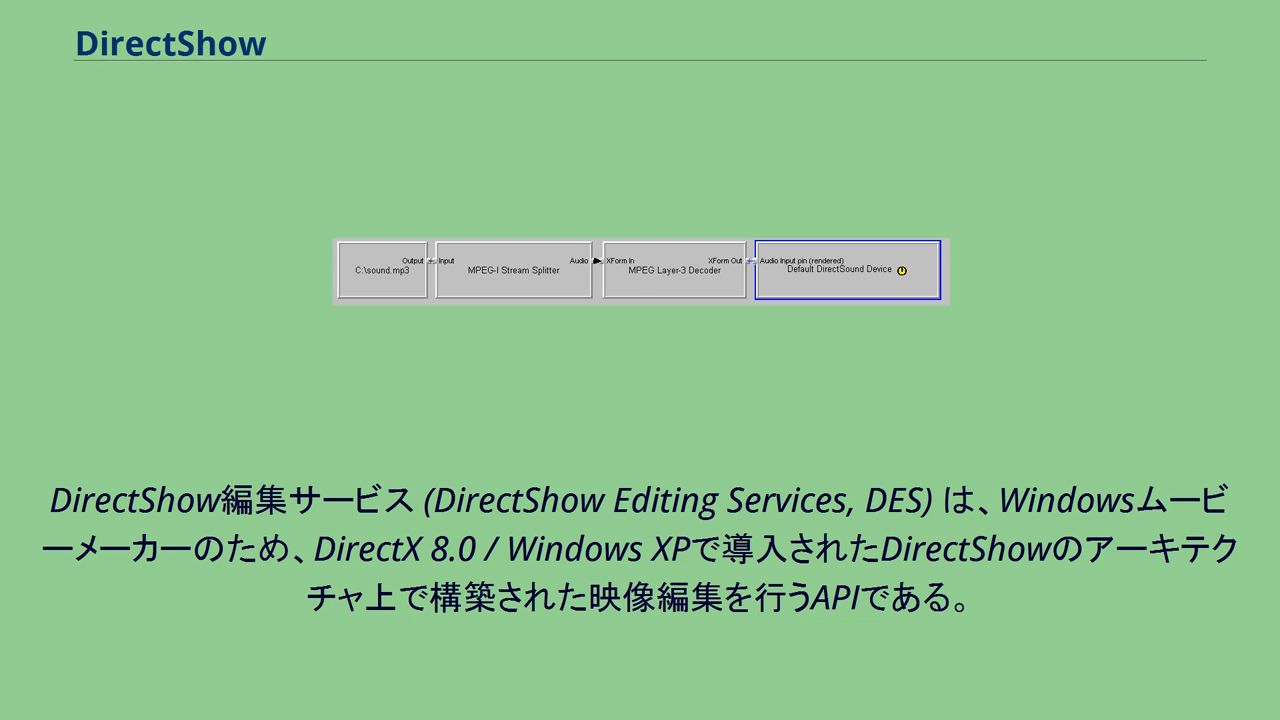 DirectShow
Output Input Audio XForm In XForm Out Audio Input pin (rendered)
C:\sound.mp3 MPEG-I Stream Splitter MPEG Layer-3 Decoder Default DirectSound Device
DirectShow編集サービス (DirectShow Editing Services, DES) は、Windowsムービ
ーメーカーのため、DirectX 8.0 / Windows XPで導入されたDirectShowのアーキテク
チャ上で構築された映像編集を行うAPIである。